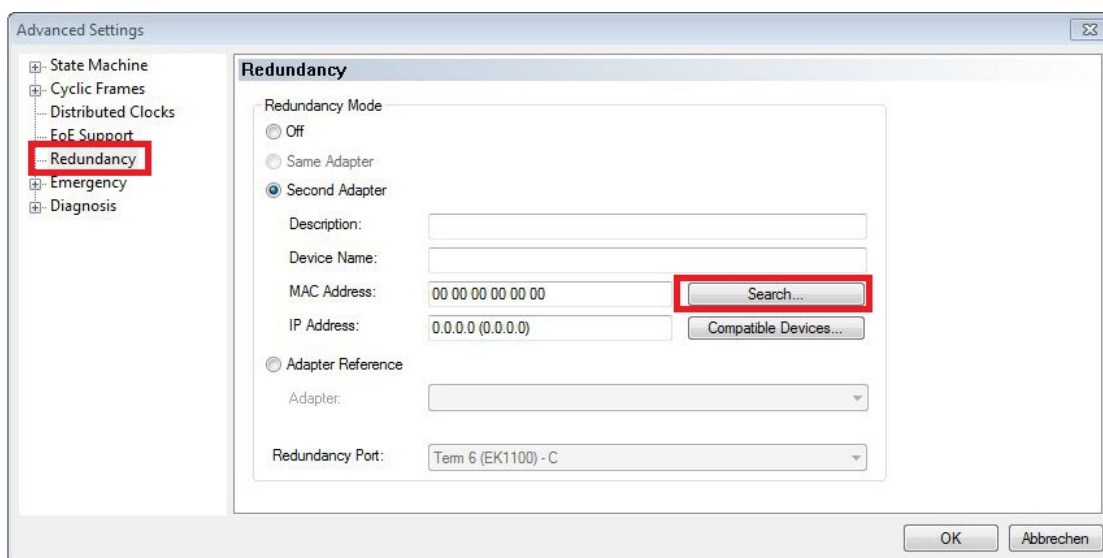 Advanced Settings
State Machine
Cyclic Frames
Distributed Clocks
EoE Support
Redundancy
Emergency
Diagnosis
Redundancy
Redundancy Mode
Off
Same Adapter
Second Adapter
Description:
Device Name:
MAC Address: 00 00 00 00 00 00 Search...
IP Address: 0.0.0.0 (0.0.0.0) Compatible Devices...
Adapter Reference
Adapter:
Redundancy Port: Term 6 (EK1100) - C
OK Abbrechen